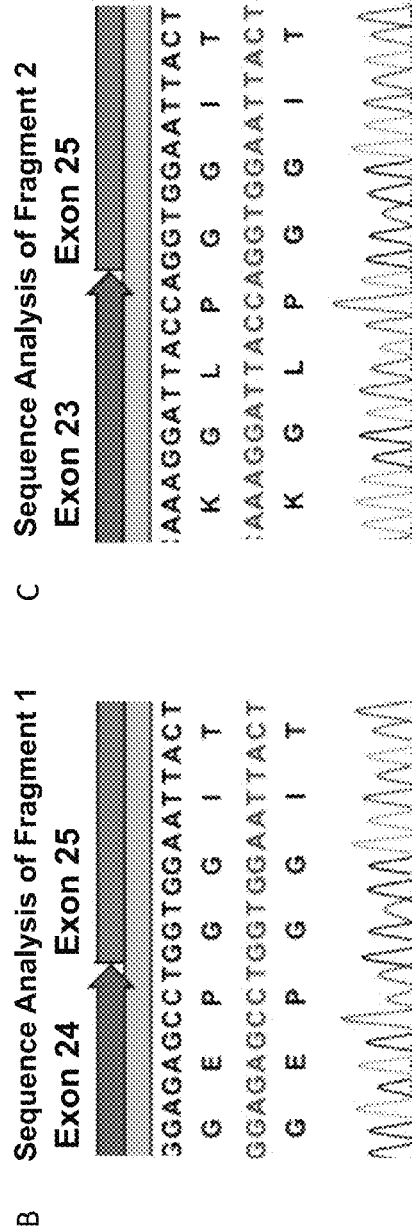 B
Sequence Analysis of Fragment 1
Exon 24 Exon 25
GGAGAGCCTGGTGGAATTACT
G E P G G I T
GGAGAGCCTGGTGGAATTACT
G E P G G I T
C
Sequence Analysis of Fragment 2
Exon 23 Exon 25
AAAGGATTACCAGGTGGAATTACT
K G L P G G I T
AAAGGATTACCAGGTGGAATTACT
K G L P G G I T